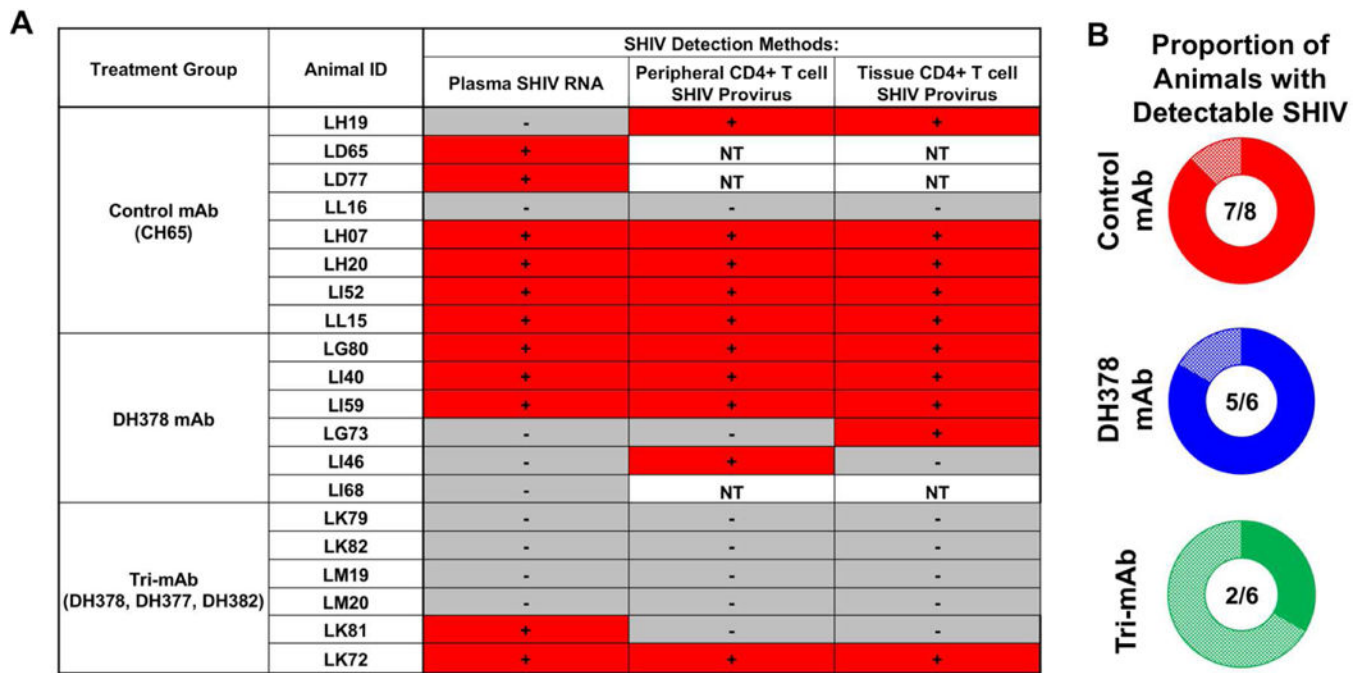 A
Treatment Group
Animal ID
SHIV Detection Methods:
Plasma SHIV RNA
Peripheral CD4+ T cell
SHIV Provirus
Tissue CD4+ T cell
SHIV Provirus
Control mAb
(CH65)
LH19 - + +
LD65 + NT NT
LD77 + NT NT
LL16 - - -
LH07 + + +
LH20 + + +
LI52 + + +
LL15 + + +
DH378 mAb
LG80 + + +
LI40 + + +
LI59 + + +
LG73 - - +
LI46 - + -
LI68 - NT NT
Tri-mAb
(DH378, DH377, DH382)
LK79 - - -
LK82 - - -
LM19 - - -
LM20 - - -
LK81 + - -
LK72 + + +
B
Proportion of
Animals with
Detectable SHIV
Control
mAb
7/8
DH378
mAb
5/6
Tri-mAb
2/6